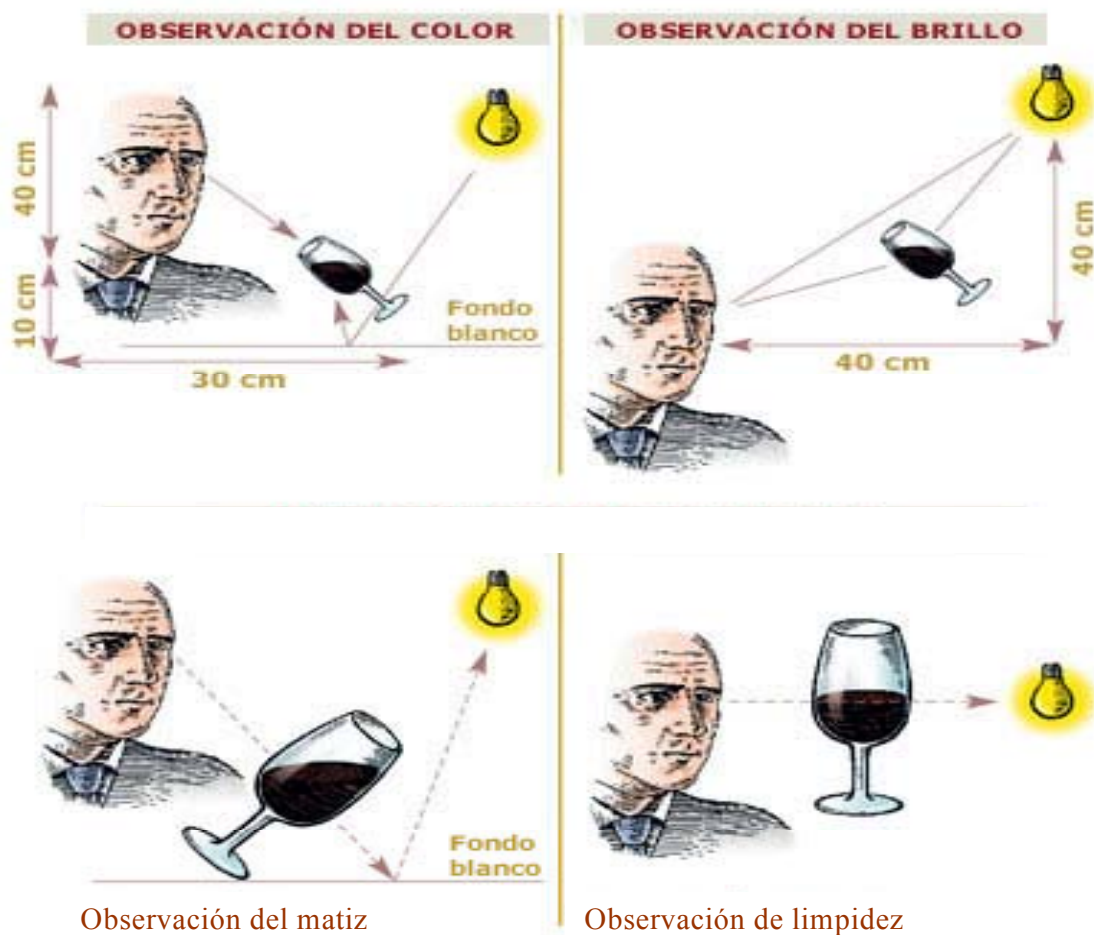 OBSERVACIÓN DEL COLOR
OBSERVACIÓN DEL BRILLO
40 cm
10 cm
30 cm
Fondo
blanco
40 cm
40 cm
Fondo
blanco
Observación del matiz
Observación de limpidez